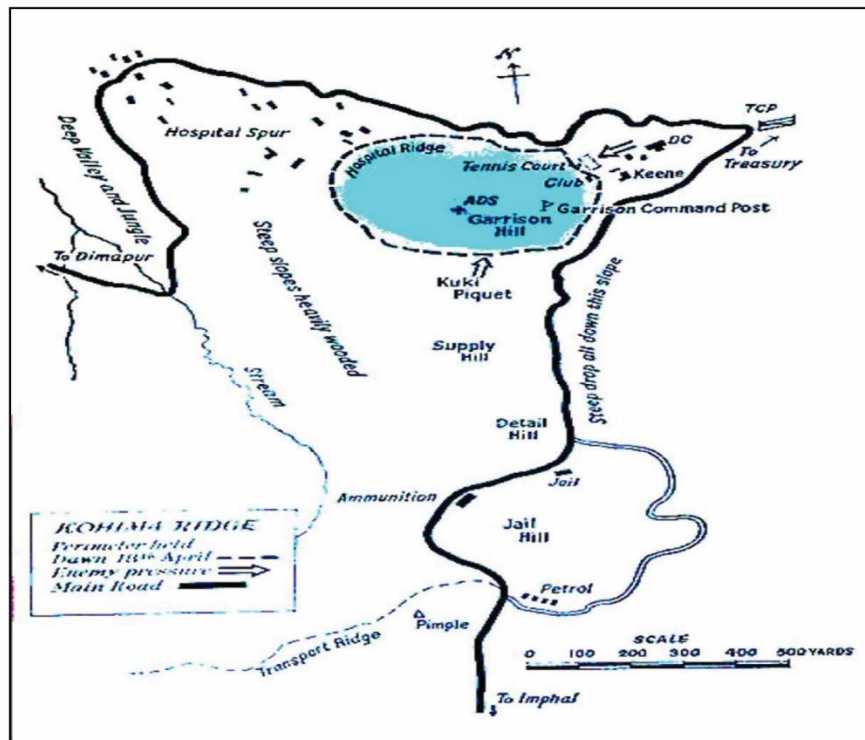 N
TCP
To
Treasury
DC
Keene
Hospital Spur
Hospital Ridge
Tennis Court
Club
Deep Valley and Jungle
ADS
Garrison
Hill
Garrison Command Post
To Dimapur
Kuki
Piquet
Steep slopes heavily wooded
Steep drop all down this slope
Supply
Hill
Stream
Detail
Hill
Jail
Ammunition
Jail
Hill
KOHIMA RIDGE
Perimeter held
Dawn 18th April
Enemy pressure
Main Road
Petrol
Pimple
Transport Ridge
SCALE
0 100 200 300 400 500 YARDS
To Imphal